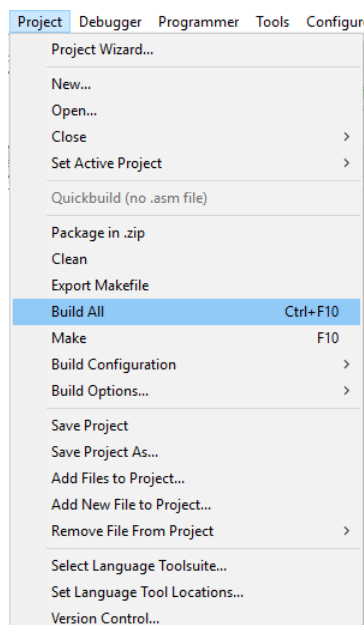 Project Debugger Programmer Tools Configur
Project Wizard...
New...
Open...
Close
Set Active Project
Quickbuild (no .asm file)
Package in .zip
Clean
Export Makefile
Build All Ctrl+F10
Make F10
Build Configuration
Build Options...
Save Project
Save Project As...
Add Files to Project...
Add New File to Project...
Remove File From Project
Select Language Toolsuite...
Set Language Tool Locations...
Version Control...